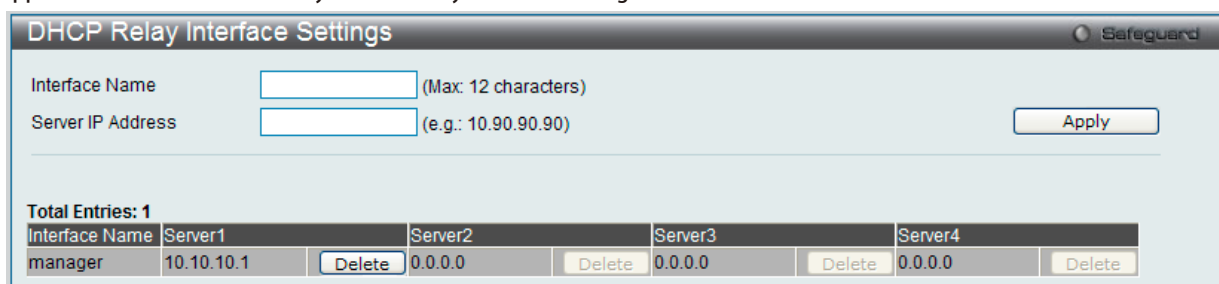 DHCP Relay Interface Settings
Safeguard
Interface Name (Max: 12 characters)
Server IP Address (e.g.: 10.90.90.90) Apply
Total Entries: 1
Interface Name Server1 Server2 Server3 Server4
manager 10.10.10.1 Delete 0.0.0.0 Delete 0.0.0.0 Delete 0.0.0.0 Delete